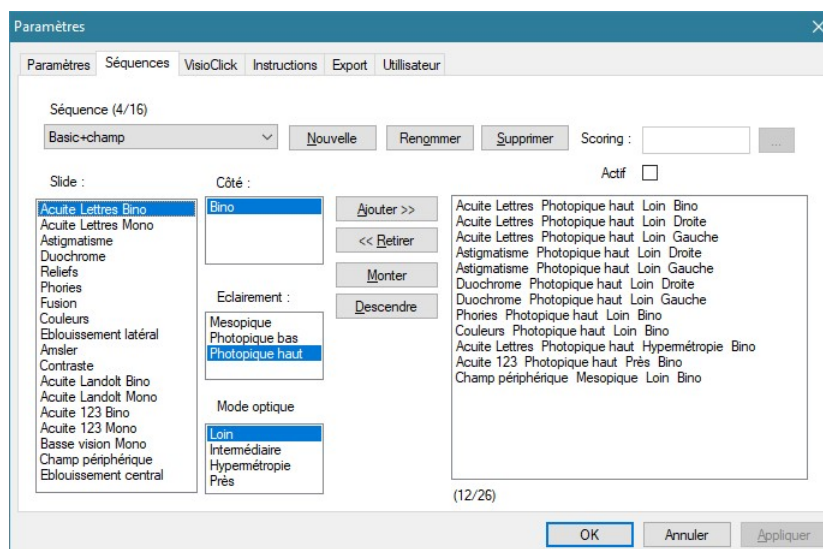 Paramètres
Paramètres Séquences VisioClick Instructions Export Utilisateur
Séquence (4/16)
Basic+champ Nouvelle Renommer Supprimer Scoring : ...
Actif
Slide :
Acuite Lettres Bino
Acuite Lettres Mono
Astigmatisme
Duochrome
Reliefs
Phories
Fusion
Couleurs
Eblouissement latéral
Amsler
Contraste
Acuite Landolt Bino
Acuite Landolt Mono
Acuite 123 Bino
Acuite 123 Mono
Basse vision Mono
Champ périphérique
Eblouissement central
Côté :
Bino
Eclairement :
Mesopique
Photopique bas
Photopique haut
Mode optique
Loin
Intermédiaire
Hypermétropie
Près
Ajouter >>
<< Retirer
Monter
Descendre
Acuite Lettres Photopique haut Loin Bino
Acuite Lettres Photopique haut Loin Droite
Acuite Lettres Photopique haut Loin Gauche
Astigmatisme Photopique haut Loin Droite
Astigmatisme Photopique haut Loin Gauche
Duochrome Photopique haut Loin Droite
Duochrome Photopique haut Loin Gauche
Phories Photopique haut Loin Bino
Couleurs Photopique haut Loin Bino
Acuite Lettres Photopique haut Hypermétropie Bino
Acuite 123 Photopique haut Près Bino
Champ périphérique Mesopique Loin Bino
(12/26)
OK Annuler Appliquer